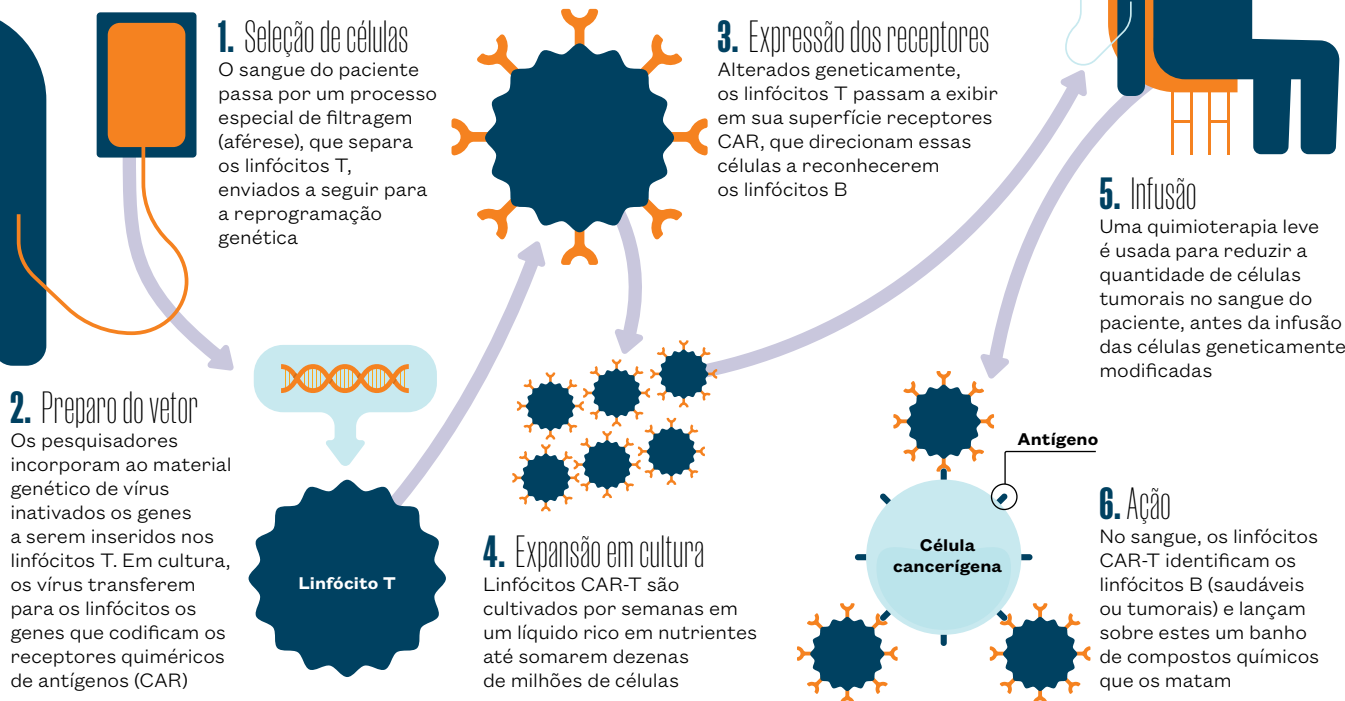 1. Seleção de células
O sangue do paciente
passa por um processo
especial de filtragem
(aférese), que separa
os linfócitos T,
enviados a seguir para
a reprogramação
genética
2. Preparo do vetor
Os pesquisadores
incorporam ao material
genético de vírus
inativados os genes
a serem inseridos nos
linfócitos T. Em cultura,
os vírus transferem
para os linfócitos os
genes que codificam os
receptores quiméricos
de antígenos (CAR)
Linfócito T
3. Expressão dos receptores
Alterados geneticamente,
os linfócitos T passam a exibir
em sua superfície receptores
CAR, que direcionam essas
células a reconhecerem
os linfócitos B
4. Expansão em cultura
Linfócitos CAR-T são
cultivados por semanas em
um líquido rico em nutrientes
até somarem dezenas
de milhões de células
5. Infusão
Uma quimioterapia leve
é usada para reduzir a
quantidade de células
tumorais no sangue do
paciente, antes da infusão
das células geneticamente
modificadas
Antígeno
Célula
cancerígena
6. Ação
No sangue, os linfócitos
CAR-T identificam os
linfócitos B (saudáveis
ou tumorais) e lançam
sobre estes um banho
de compostos químicos
que os matam